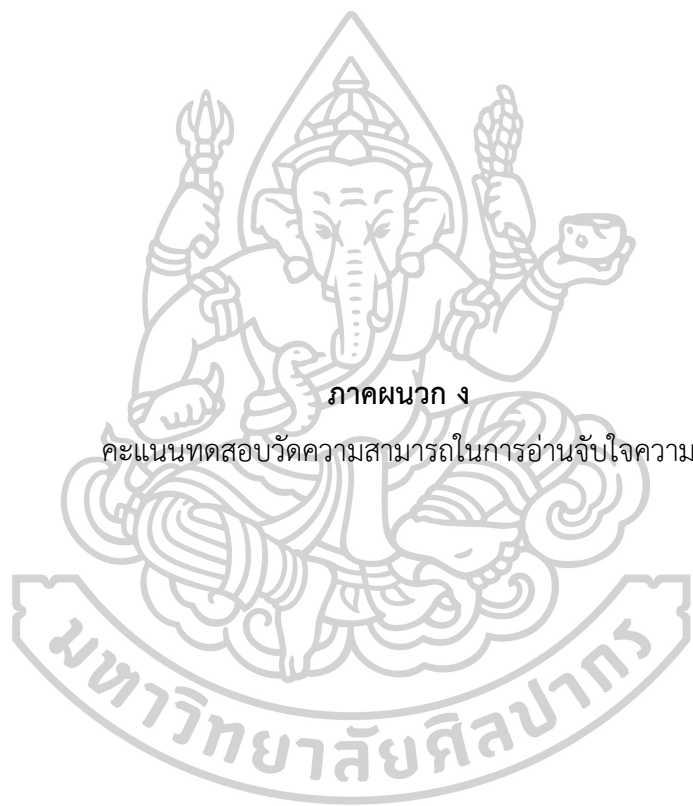 ภาคผนวก ง
คะแนนทดสอบวัดความสามารถในการอ่านจับใจความ
มหาวิทยาลัยศิลปากร